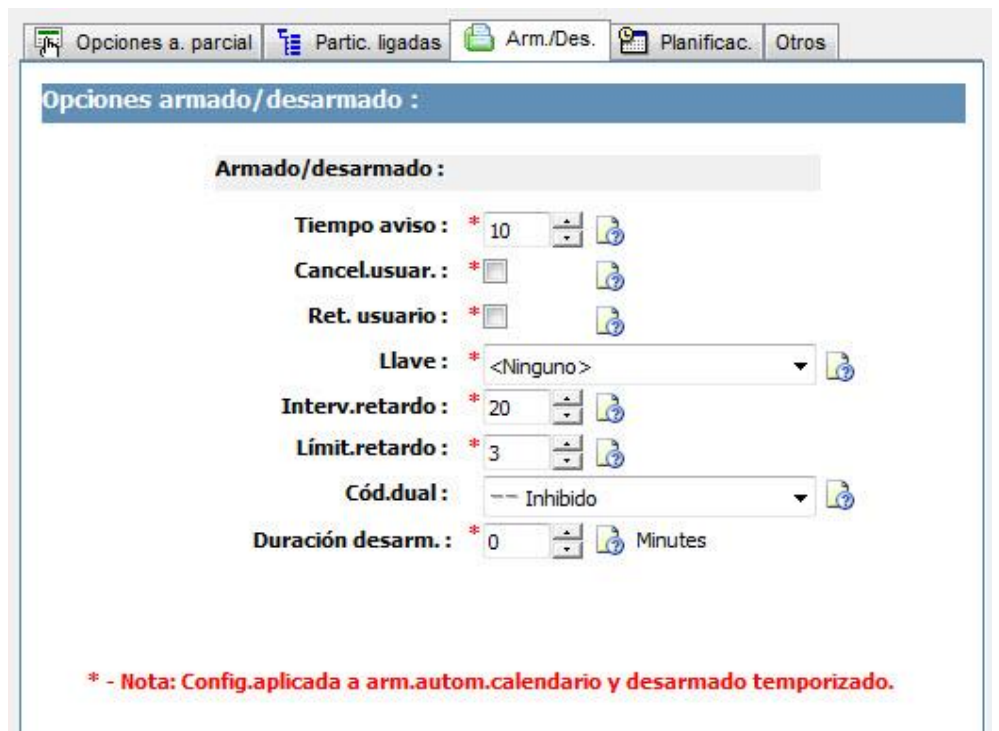 Opciones a. parcial Partic. ligadas Arm./Des. Planificac. Otros
Opciones armado/desarmado :
Armado/desarmado :
Tiempo aviso : * 10
Cancel.usuar. : *
Ret. usuario : *
Llave : * <Ninguno>
Interv.retardo : * 20
Límit.retardo : * 3
Cód.dual : -- Inhibido
Duración desarm. : * 0 Minutes
* - Nota: Config.aplicada a arm.autom.calendario y desarmado temporizado.